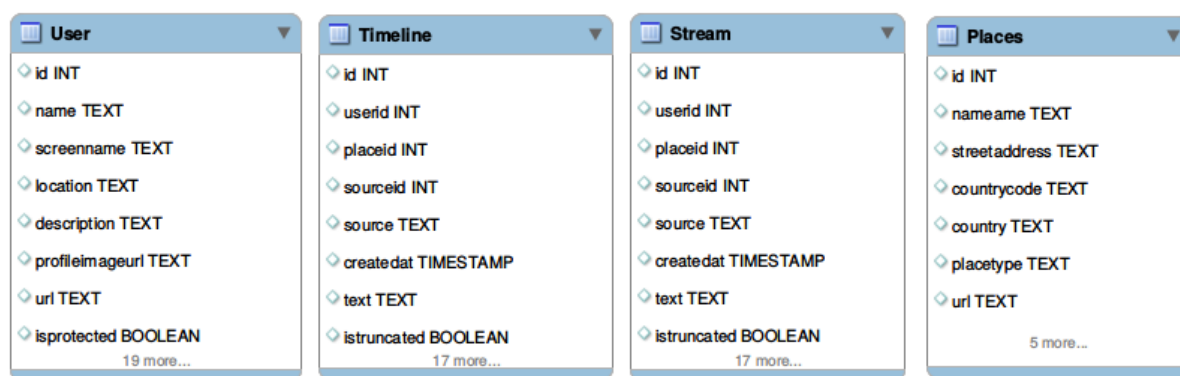 User
id INT
name TEXT
screenname TEXT
location TEXT
description TEXT
profileimageurl TEXT
url TEXT
isprotected BOOLEAN
19 more...
Timeline
id INT
userid INT
placeid INT
sourceid INT
source TEXT
createdat TIMESTAMP
text TEXT
istruncated BOOLEAN
17 more...
Stream
id INT
userid INT
placeid INT
sourceid INT
source TEXT
createdat TIMESTAMP
text TEXT
istruncated BOOLEAN
17 more...
Places
id INT
nameame TEXT
streetaddress TEXT
countrycode TEXT
country TEXT
placetype TEXT
url TEXT
5 more...